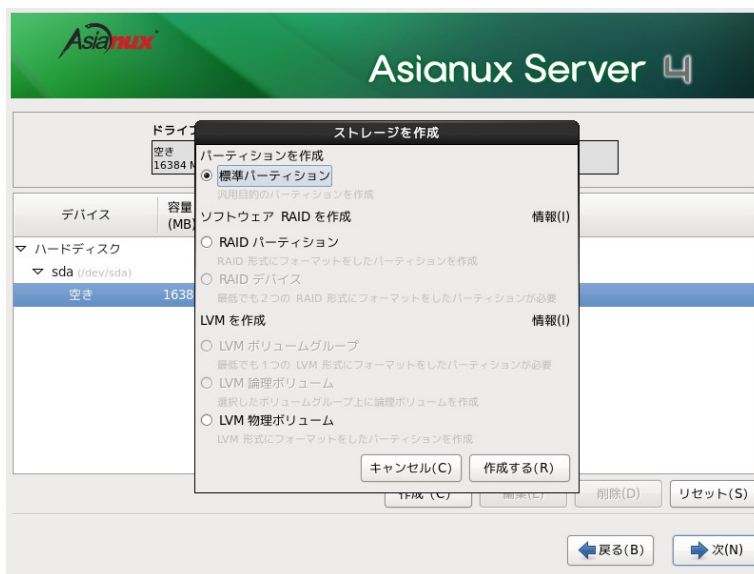 Asianux
Asianux Server 4
ドライブ
空き
16384 M
ストレージを作成
パーティションを作成
標準パーティション
汎用目的のパーティションを作成
ソフトウェア RAID を作成 情報(I)
RAID パーティション
RAID 形式にフォーマットをしたパーティションを作成
RAID デバイス
最低でも2つの RAID 形式にフォーマットをしたパーティションが必要
LVM を作成 情報(I)
LVM ボリュームグループ
最低でも1つの LVM 形式にフォーマットをしたパーティションが必要
LVM 論理ボリューム
選択したボリュームグループ上に論理ボリュームを作成
LVM 物理ボリューム
LVM 形式にフォーマットをしたパーティションを作成
キャンセル(C) 作成する(R)
デバイス
容量
(MB)
ハードディスク
sda (/dev/sda)
空き 1638
作成 (C) 編集(E) 削除(D) リセット(S)
戻る(B) 次(N)